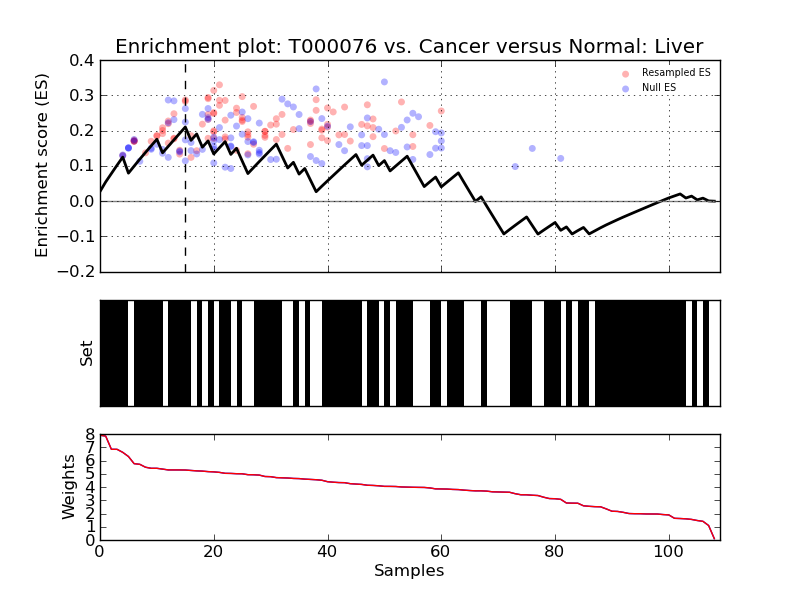 Enrichment plot: T000076 vs. Cancer versus Normal: Liver
Enrichment score (ES)
0.4
0.3
0.2
0.1
0.0
−0.1
−0.2
Resampled ES
Null ES
Set
Weights
8
7
6
5
4
3
2
1
0
0 20 40 60 80 100
Samples